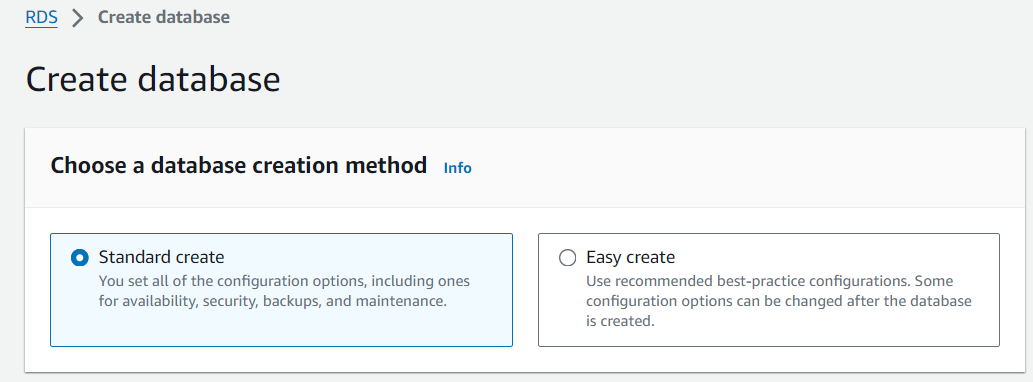 RDS > Create database
Create database
Choose a database creation method Info
Standard create
You set all of the configuration options, including ones
for availability, security, backups, and maintenance.
Easy create
Use recommended best-practice configurations. Some
configuration options can be changed after the database
is created.